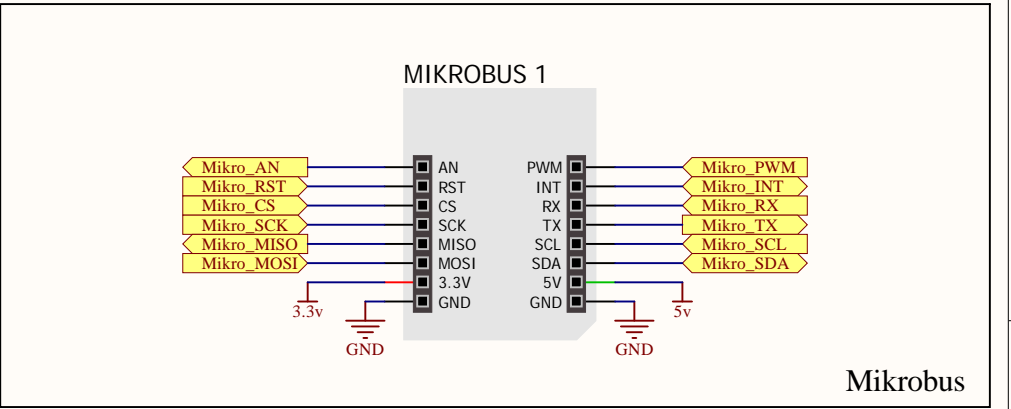 MIKROBUS 1
Mikro_AN AN PWM Mikro_PWM
Mikro_RST RST INT Mikro_INT
Mikro_CS CS RX Mikro_RX
Mikro_SCK SCK TX Mikro_TX
Mikro_MISO MISO SCL Mikro_SCL
Mikro_MOSI MOSI SDA Mikro_SDA
3.3V 5V
3.3v GND GND 5v
GND GND
Mikrobus